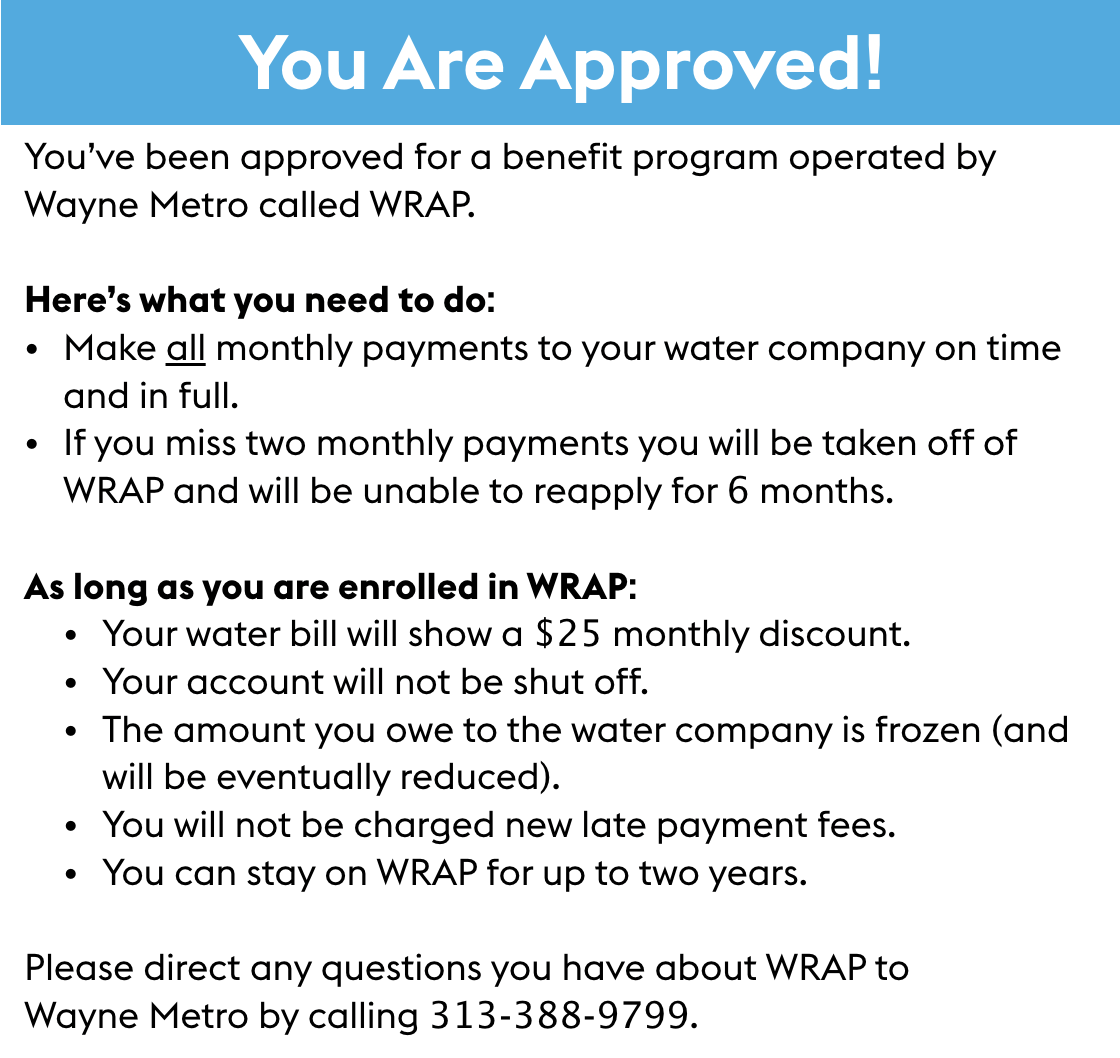 You Are Approved!
You’ve been approved for a benefit program operated by
Wayne Metro called WRAP.
Here’s what you need to do:
• Make all monthly payments to your water company on time
and in full.
• If you miss two monthly payments you will be taken off of
WRAP and will be unable to reapply for 6 months.
As long as you are enrolled in WRAP:
• Your water bill will show a $25 monthly discount.
• Your account will not be shut off.
• The amount you owe to the water company is frozen (and
will be eventually reduced).
• You will not be charged new late payment fees.
• You can stay on WRAP for up to two years.
Please direct any questions you have about WRAP to
Wayne Metro by calling 313-388-9799.